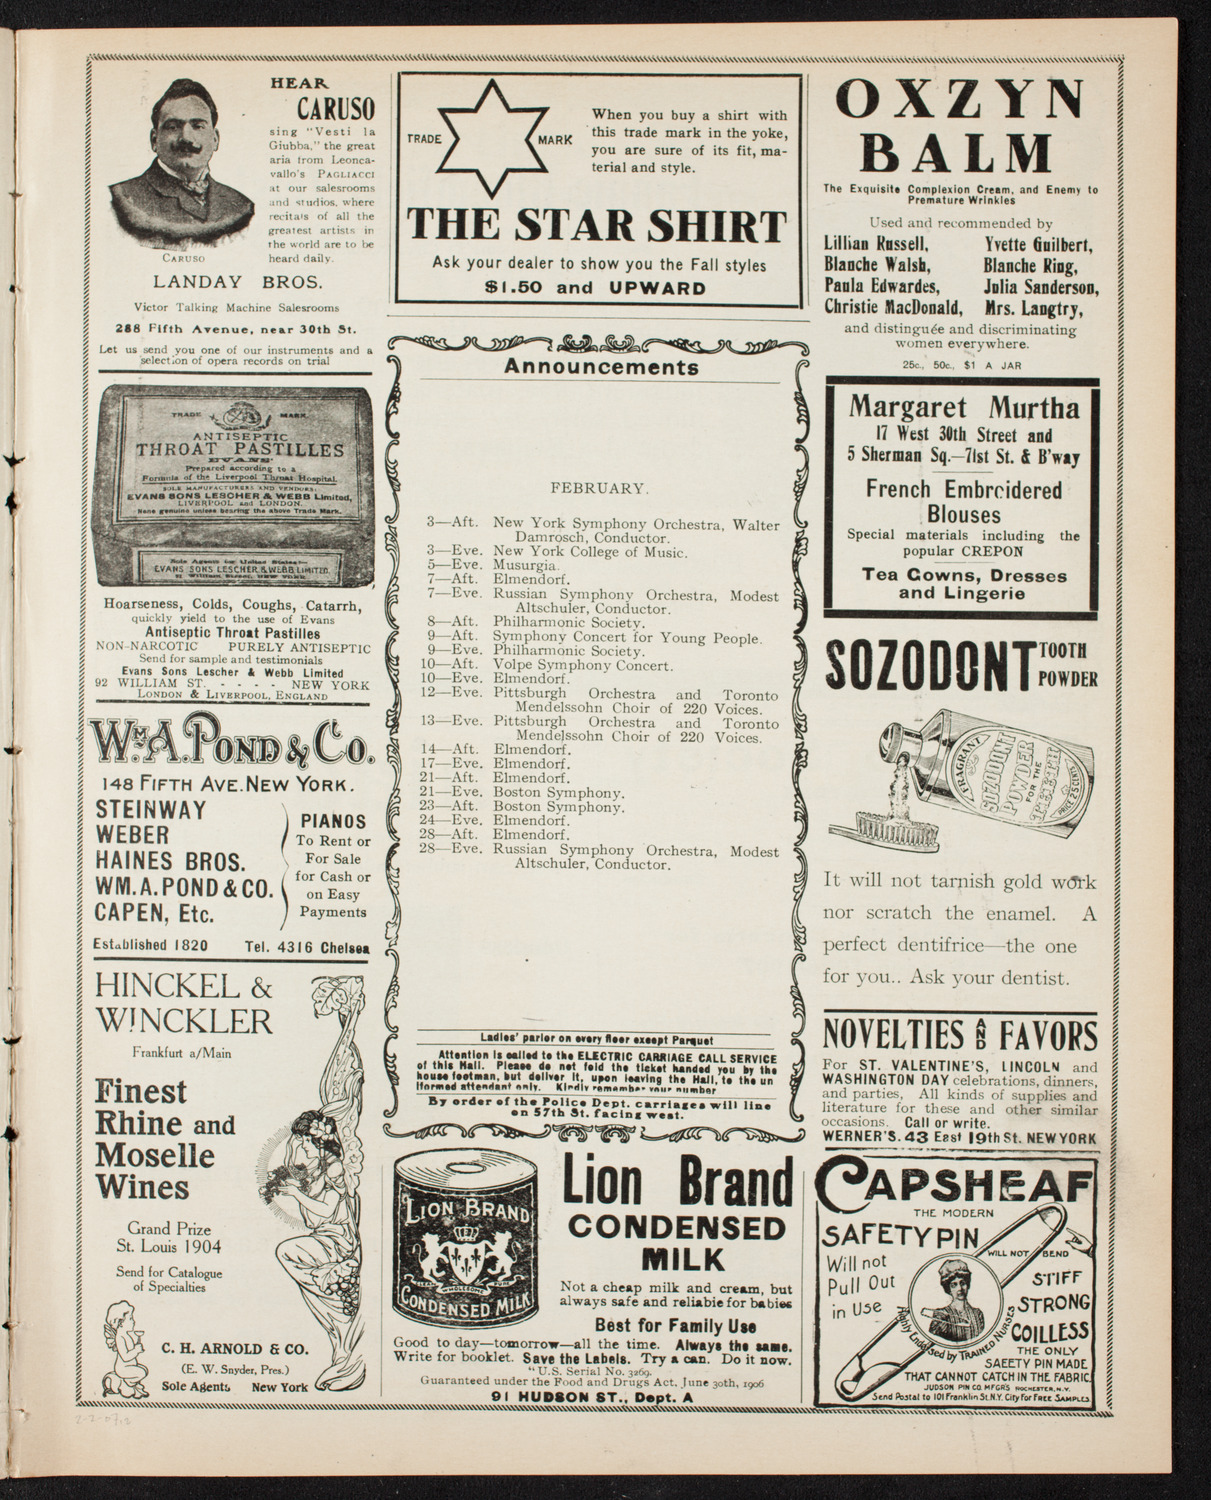 HEAR
CARUSO
sing "Vesti la
Giubba," the great
aria from Leonca-
vallo's PAGLIACCI
at our salesrooms
and studios, where
recitals of all the
greatest artists in
the world are to be
heard daily.
CARUSO
LANDAY BROS.
Victor Talking Machine Salesrooms
288 Fifth Avenue, near 30th St.
Let us send you one of our instruments and a
selection of opera records on trial
TRADE MARK
ANTISEPTIC
THROAT PASTILLES
EVANS'
Prepared according to a
Formula of the Liverpool Throat Hospital.
SOLE MANUFACTURERS AND VENDORS:
EVANS SONS LESCHER & WEBB Limited,
LIVERPOOL and LONDON.
None genuine unless bearing the above Trade Mark.
Sole Agents for United States:—
EVANS SONS LESCHER & WEBB LIMITED.
92 William Street, NEW YORK.
Hoarseness, Colds, Coughs, Catarrh,
quickly yield to the use of Evans
Antiseptic Throat Pastilles
NON-NARCOTIC PURELY ANTISEPTIC
Send for sample and testimonials
Evans Sons Lescher & Webb Limited
92 WILLIAM ST. - - - - NEW YORK
LONDON & LIVERPOOL, ENGLAND
WM. A. POND & CO.
148 FIFTH AVE. NEW YORK.
STEINWAY
WEBER
HAINES BROS.
WM. A. POND & CO.
CAPEN, Etc.
PIANOS
To Rent or
For Sale
for Cash or
on Easy
Payments
Established 1820 Tel. 4316 Chelsea
HINCKEL &
WINCKLER
Frankfurt a/Main
Finest
Rhine and
Moselle
Wines
Grand Prize
St. Louis 1904
Send for Catalogue
of Specialties
C. H. ARNOLD & CO.
(E. W. Snyder, Pres.)
Sole Agents New York
2-2-07.3
TRADE MARK
When you buy a shirt with
this trade mark in the yoke,
you are sure of its fit, ma-
terial and style.
THE STAR SHIRT
Ask your dealer to show you the Fall styles
$1.50 and UPWARD
Announcements
FEBRUARY.
3—Aft. New York Symphony Orchestra, Walter
Damrosch, Conductor.
3—Eve. New York College of Music.
5—Eve. Musurgia.
7—Aft. Elmendorf.
7—Eve. Russian Symphony Orchestra, Modest
Altschuler, Conductor.
8—Aft. Philharmonic Society.
9—Aft. Symphony Concert for Young People.
9—Eve. Philharmonic Society.
10—Aft. Volpe Symphony Concert.
10—Eve. Elmendorf.
12—Eve. Pittsburgh Orchestra and Toronto
Mendelssohn Choir of 220 Voices.
13—Eve. Pittsburgh Orchestra and Toronto
Mendelssohn Choir of 220 Voices.
14—Aft. Elmendorf.
17—Eve. Elmendorf.
21—Aft. Elmendorf.
21—Eve. Boston Symphony.
23—Aft. Boston Symphony.
24—Eve. Elmendorf.
28—Aft. Elmendorf.
28—Eve. Russian Symphony Orchestra, Modest
Altschuler, Conductor.
Ladies' parlor on every floor except Parquet
Attention is called to the ELECTRIC CARRIAGE CALL SERVICE
of this Hall. Please do not fold the ticket handed you by the
house footman, but deliver it, upon leaving the Hall, to the un
iformed attendant only. Kindly remember your number
By order of the Police Dept. carriages will line
on 57th St. facing west.
LION BRAND
CONDENSED MILK
Lion Brand
CONDENSED
MILK
Not a cheap milk and cream, but
always safe and reliable for babies
Best for Family Use
Good to day—tomorrow—all the time. Always the same.
Write for booklet. Save the Labels. Try a can. Do it now.
"U.S. Serial No. 3269.
Guaranteed under the Food and Drugs Act, June 30th, 1906
91 HUDSON ST., Dept. A
OXZYN
BALM
The Exquisite Complexion Cream, and Enemy to
Premature Wrinkles
Used and recommended by
Lillian Russell, Yvette Guilbert,
Blanche Walsh, Blanche Ring,
Paula Edwardes, Julia Sanderson,
Christie MacDonald, Mrs. Langtry,
and distinguée and discriminating
women everywhere.
25c., 50c., $1 A JAR
Margaret Murtha
17 West 30th Street and
5 Sherman Sq.—71st St. & B'way
French Embroidered
Blouses
Special materials including the
popular CREPON
Tea Gowns, Dresses
and Lingerie
SOZODONT TOOTH
POWDER
FRAGRANT
SOZODONT
POWDER
FOR THE
TEETH
PRICE 25 CENTS
It will not tarnish gold work
nor scratch the enamel. A
perfect dentifrice—the one
for you.. Ask your dentist.
NOVELTIES AND FAVORS
For ST. VALENTINE'S, LINCOLN and
WASHINGTON DAY celebrations, dinners,
and parties, All kinds of supplies and
literature for these and other similar
occasions. Call or write.
WERNER'S. 43 East 19th St. NEW YORK
CAPSHEAF
THE MODERN
SAFETY PIN
WILL NOT BEND
Will not
Pull Out
in Use
STIFF
STRONG
COILLESS
Highly Endorsed by TRAINED NURSES
THE ONLY
SAFETY PIN MADE
THAT CANNOT CATCH IN THE FABRIC.
JUDSON PIN CO. MFGRS ROCHESTER, N.Y.
Send Postal to 101 Franklin St. N.Y. City for FREE SAMPLES